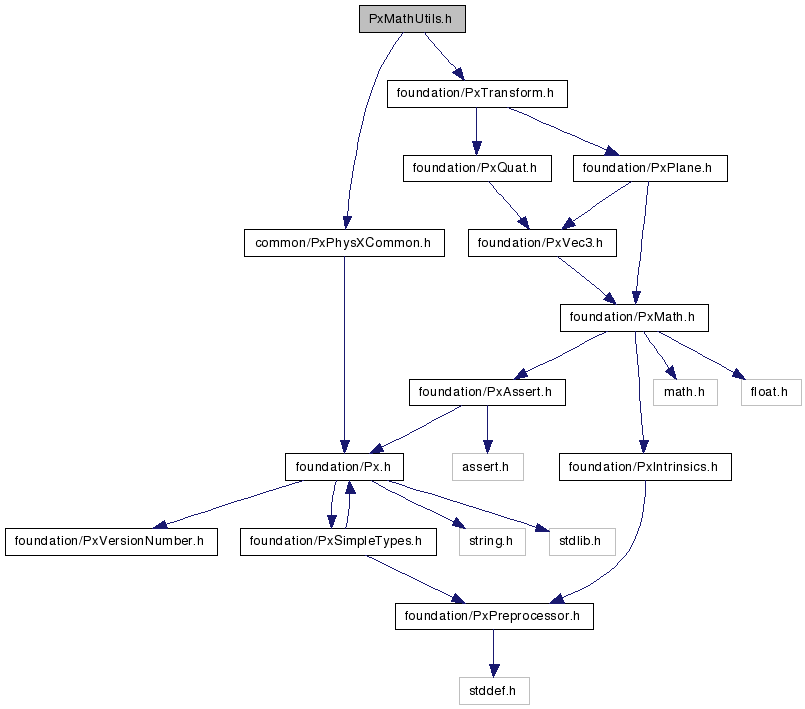 PxMathUtils.h
foundation/PxTransform.h
foundation/PxQuat.h
foundation/PxPlane.h
common/PxPhysXCommon.h
foundation/PxVec3.h
foundation/PxMath.h
foundation/PxAssert.h
math.h
float.h
foundation/Px.h
assert.h
foundation/PxIntrinsics.h
foundation/PxVersionNumber.h
foundation/PxSimpleTypes.h
string.h
stdlib.h
foundation/PxPreprocessor.h
stddef.h